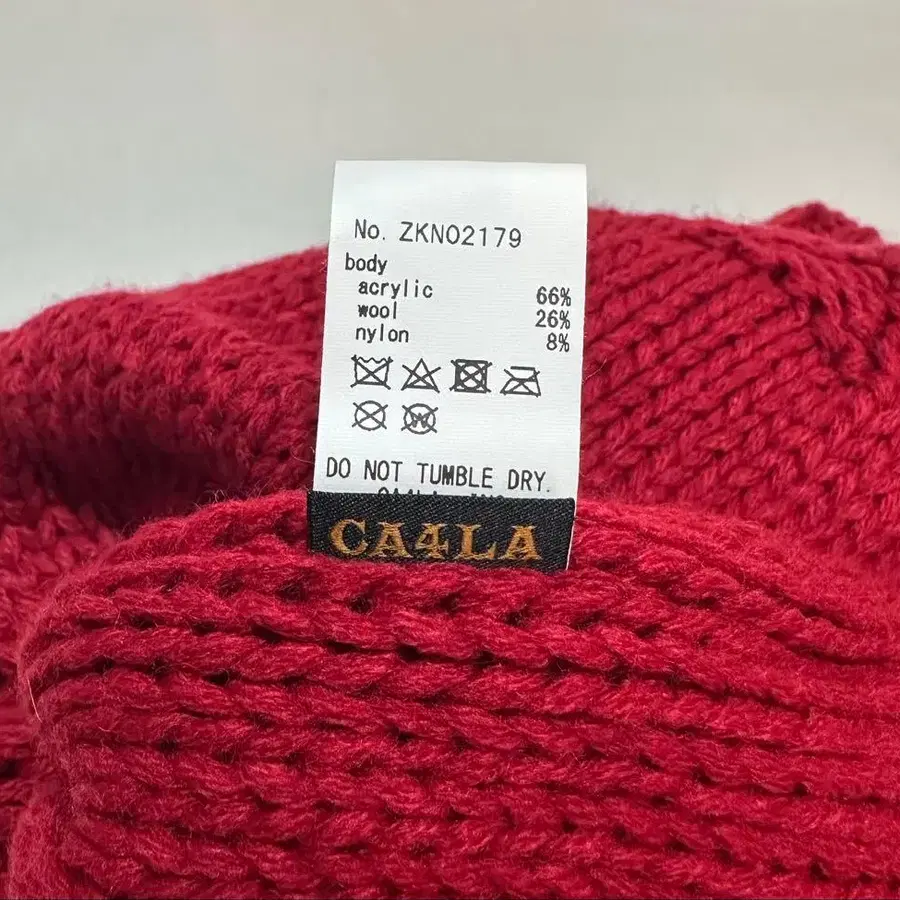 No. ZKN02179
body
acrylic 66%
wool 26%
nylon 8%
W
DO NOT TUMBLE DRY.
CA4LA